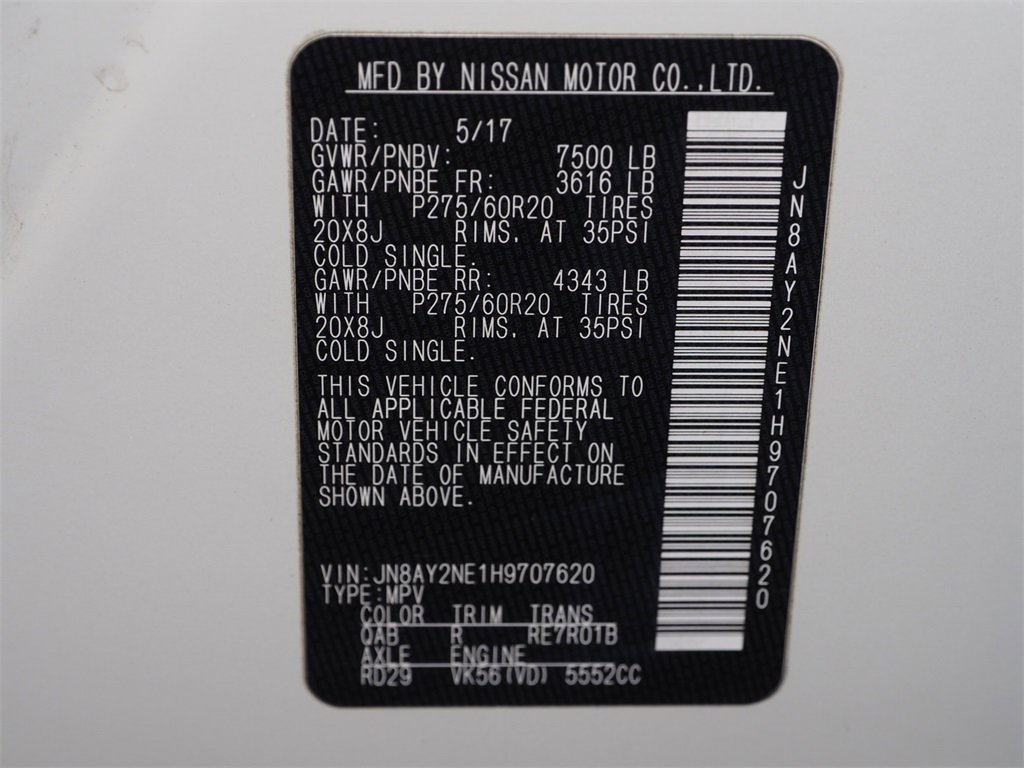 MFD BY NISSAN MOTOR CO.,LTD.
DATE: 5/17
GVWR/PNBV: 7500 LB
GAWR/PNBE FR: 3616 LB
WITH P275/60R20 TIRES
20X8J RIMS, AT 35PSI
COLD SINGLE.
GAWR/PNBE RR: 4343 LB
WITH P275/60R20 TIRES
20X8J RIMS, AT 35PSI
COLD SINGLE.
THIS VEHICLE CONFORMS TO
ALL APPLICABLE FEDERAL
MOTOR VEHICLE SAFETY
STANDARDS IN EFFECT ON
THE DATE OF MANUFACTURE
SHOWN ABOVE.
VIN:JN8AY2NE1H9707620
TYPE:MPV
COLOR TRIM TRANS
QAB R RE7R01B
AXLE ENGINE
RD29 VK56(VD) 5552CC
JN8AY2NE1H9707620